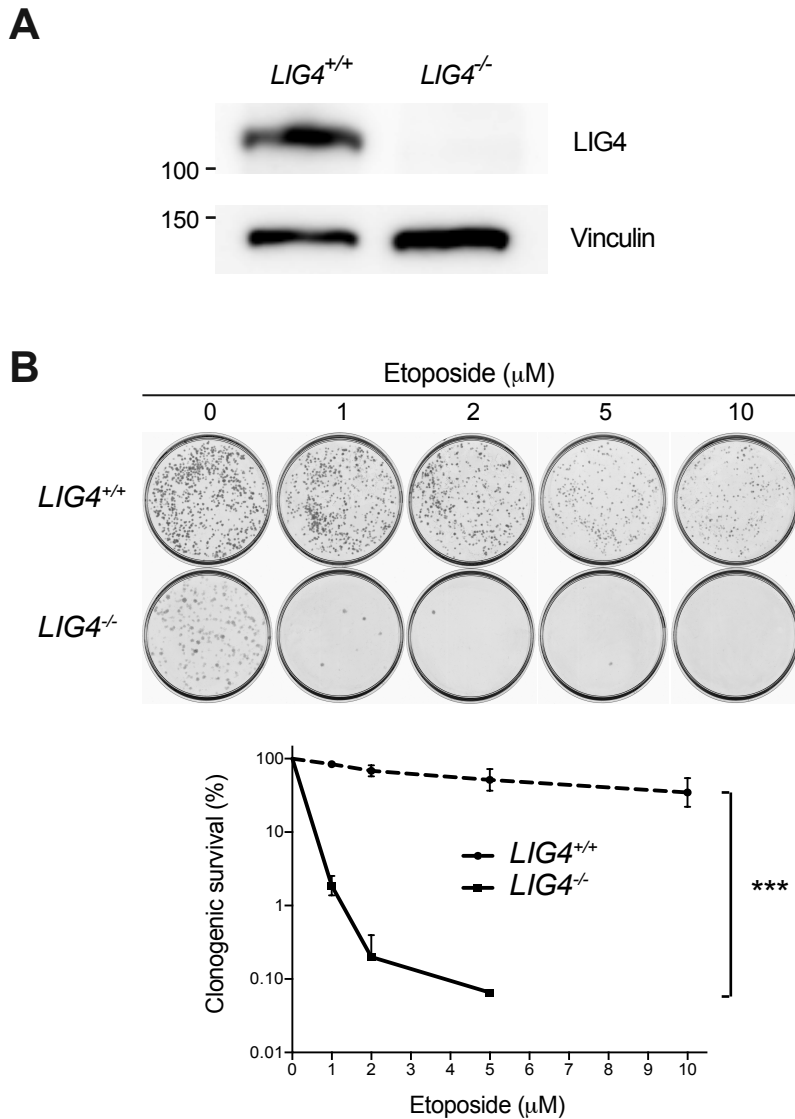 A
LIG4+/+ LIG4-/-
LIG4
100
150
Vinculin
B
Etoposide (μM)
0 1 2 5 10
LIG4+/+
LIG4-/-
Clonogenic survival (%)
100
10
1
0.10
0.01
LIG4+/+
LIG4-/-
***
0 1 2 3 4 5 6 7 8 9 10
Etoposide (μM)